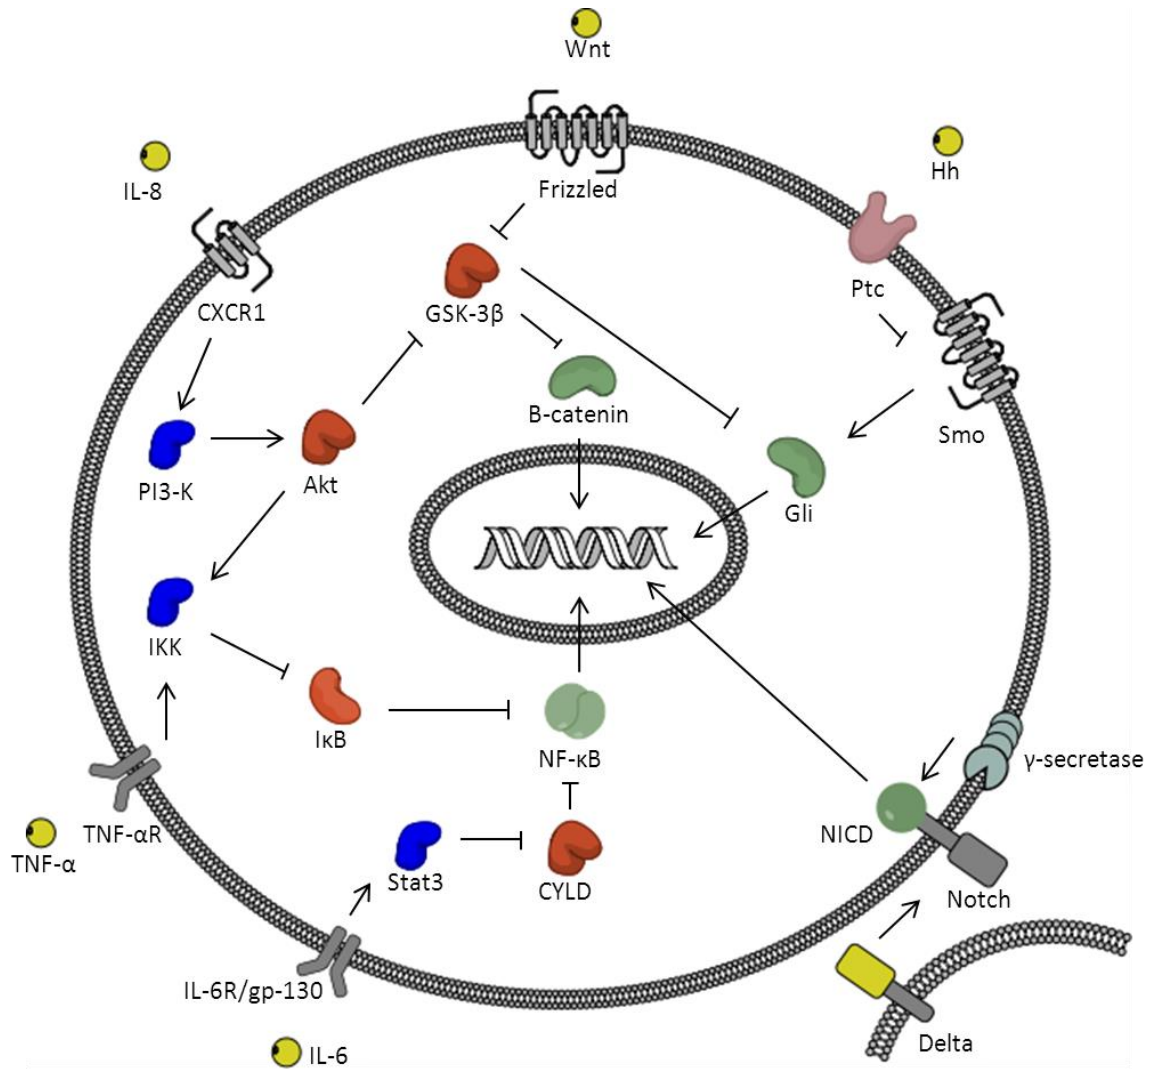 Wnt
Hh
IL-8
Frizzled
Ptc
CXCR1
GSK-3β
B-catenin
Smo
PI3-K
Akt
Gli
IKK
IκB
NF-κB
γ-secretase
TNF-αR
TNF-α
NICD
Stat3
CYLD
Notch
IL-6R/gp-130
Delta
IL-6